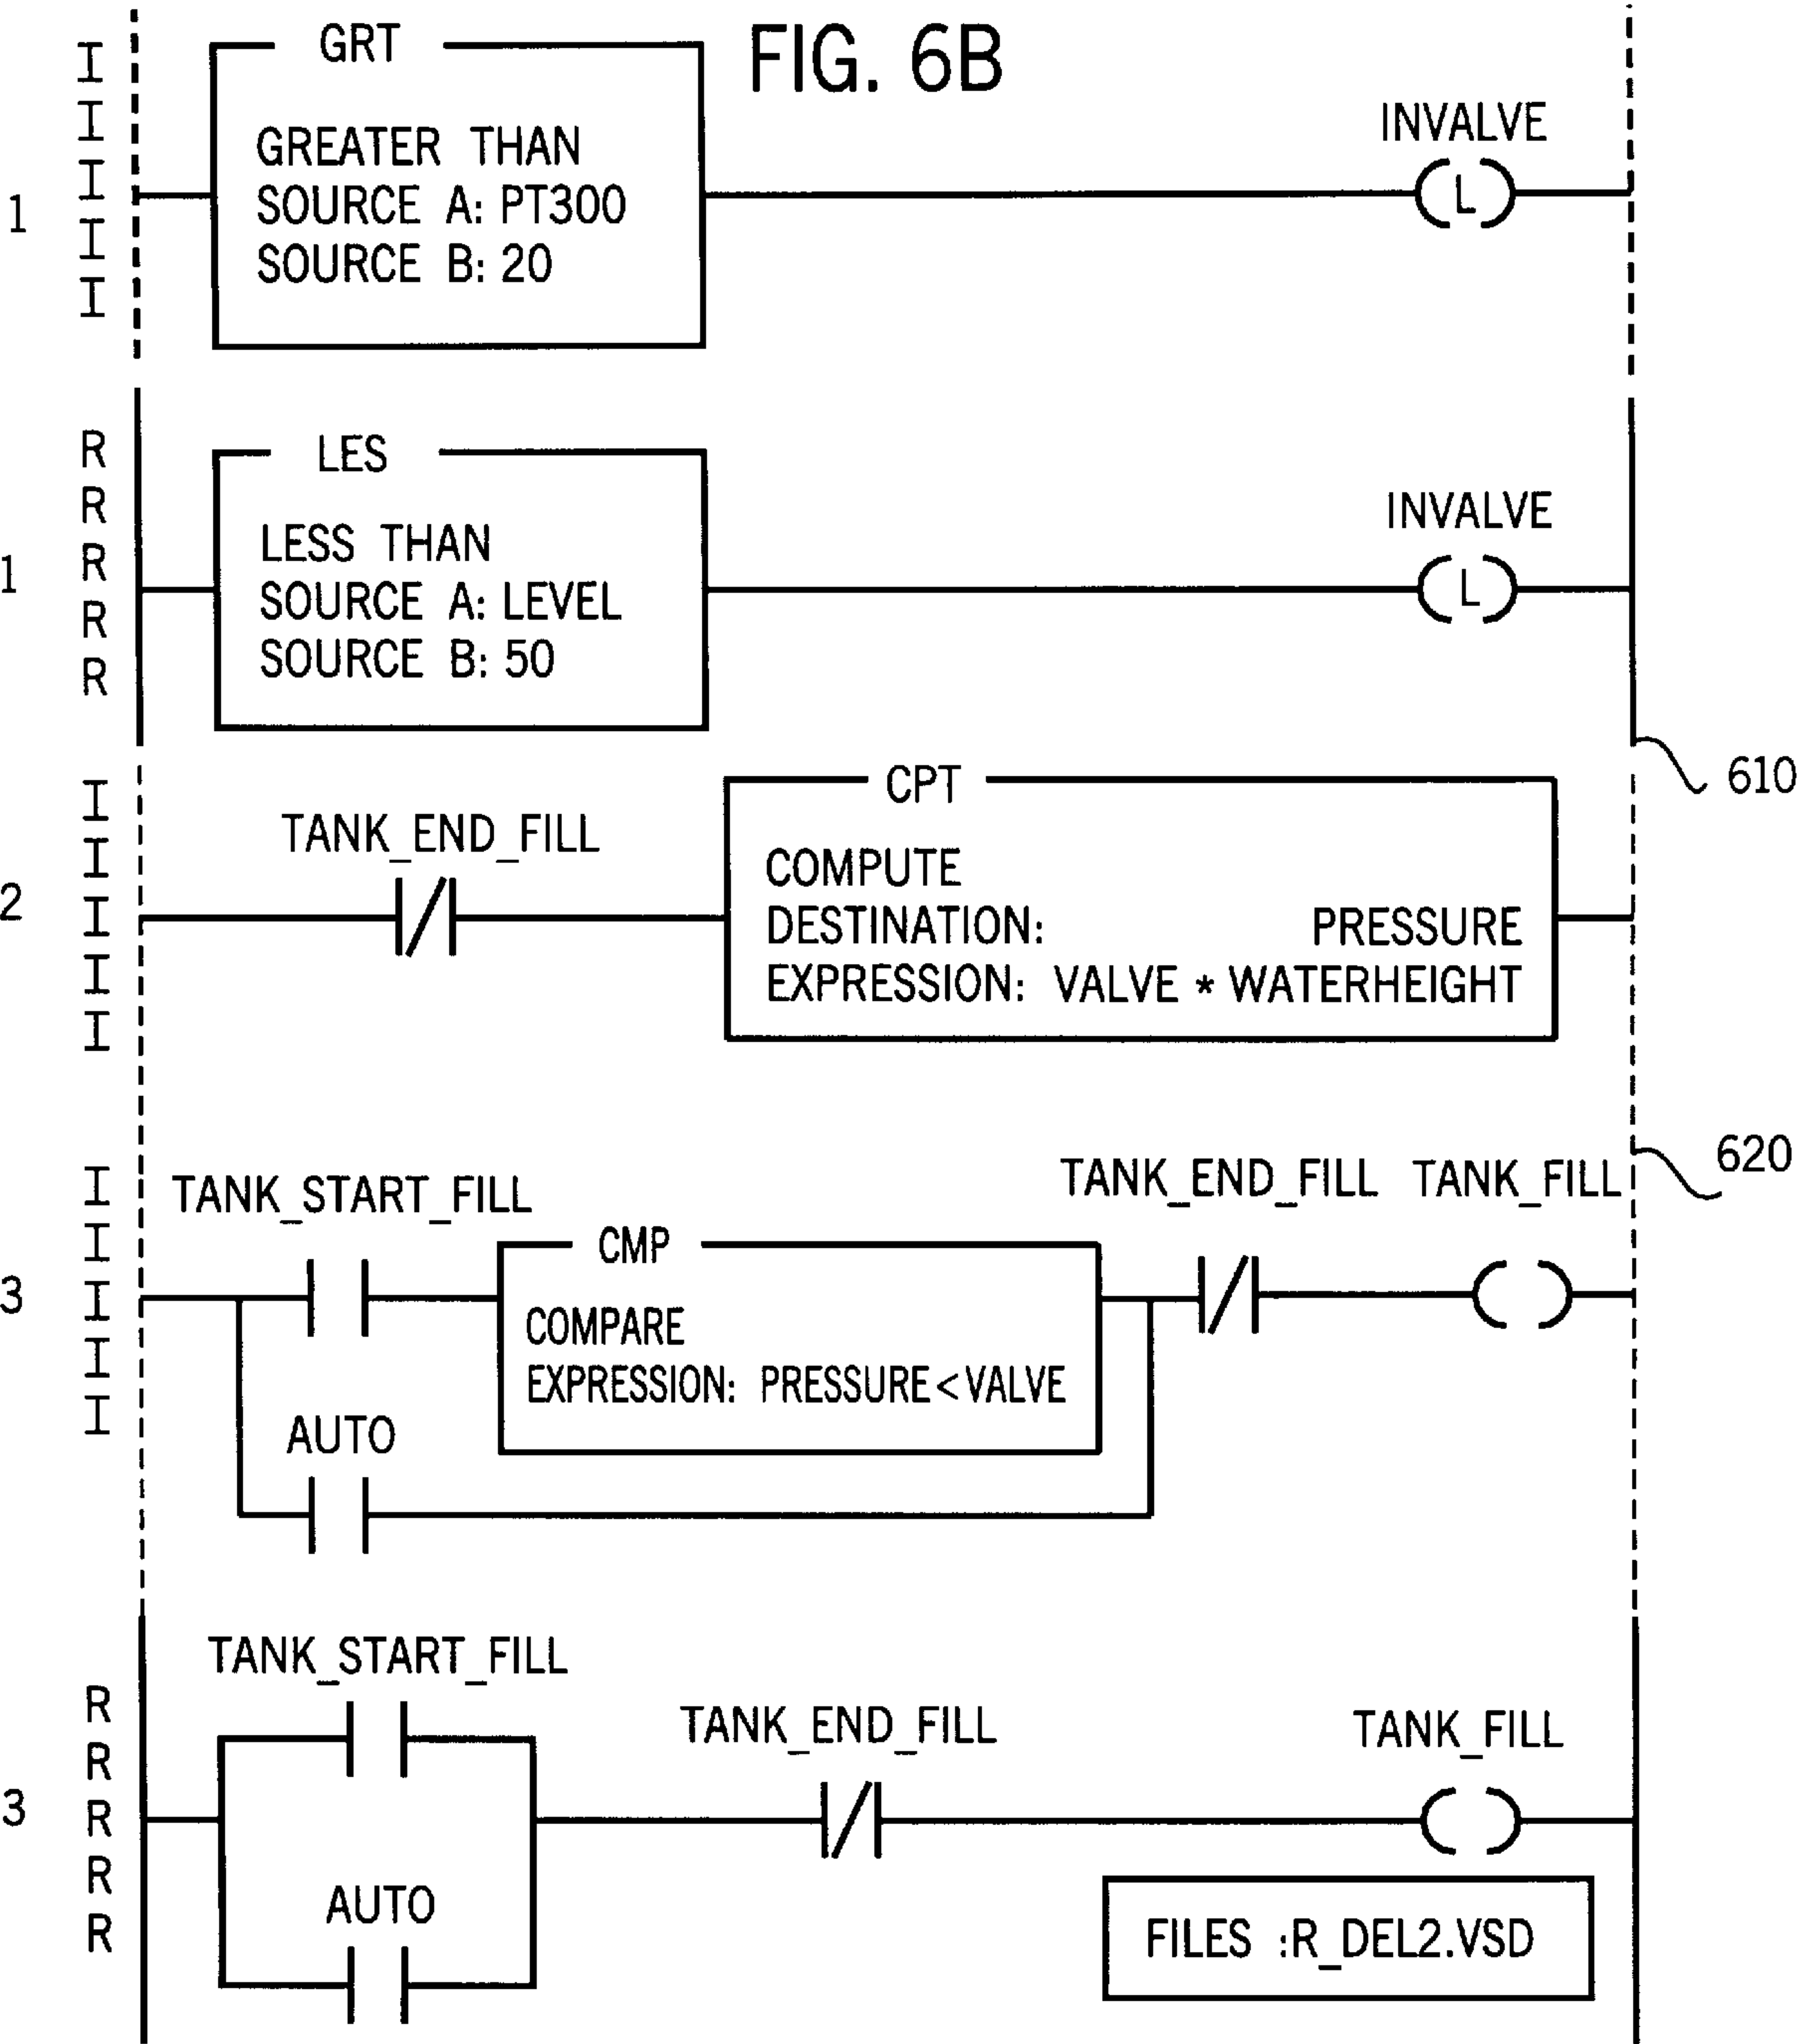 FIG. 6B
I
I
I
I
I
1
GRT
GREATER THAN
SOURCE A: PT300
SOURCE B: 20
INVALVE
L
R
R
R
R
R
1
LES
LESS THAN
SOURCE A: LEVEL
SOURCE B: 50
INVALVE
L
610
I
I
I
I
I
2
TANK_END_FILL
CPT
COMPUTE
DESTINATION: PRESSURE
EXPRESSION: VALVE * WATERHEIGHT
620
I
I
I
I
I
3
TANK_START_FILL
CMP
COMPARE
EXPRESSION: PRESSURE<VALVE
TANK_END_FILL
TANK_FILL
AUTO
R
R
R
R
R
3
TANK_START_FILL
TANK_END_FILL
TANK_FILL
AUTO
FILES :R_DEL2.VSD